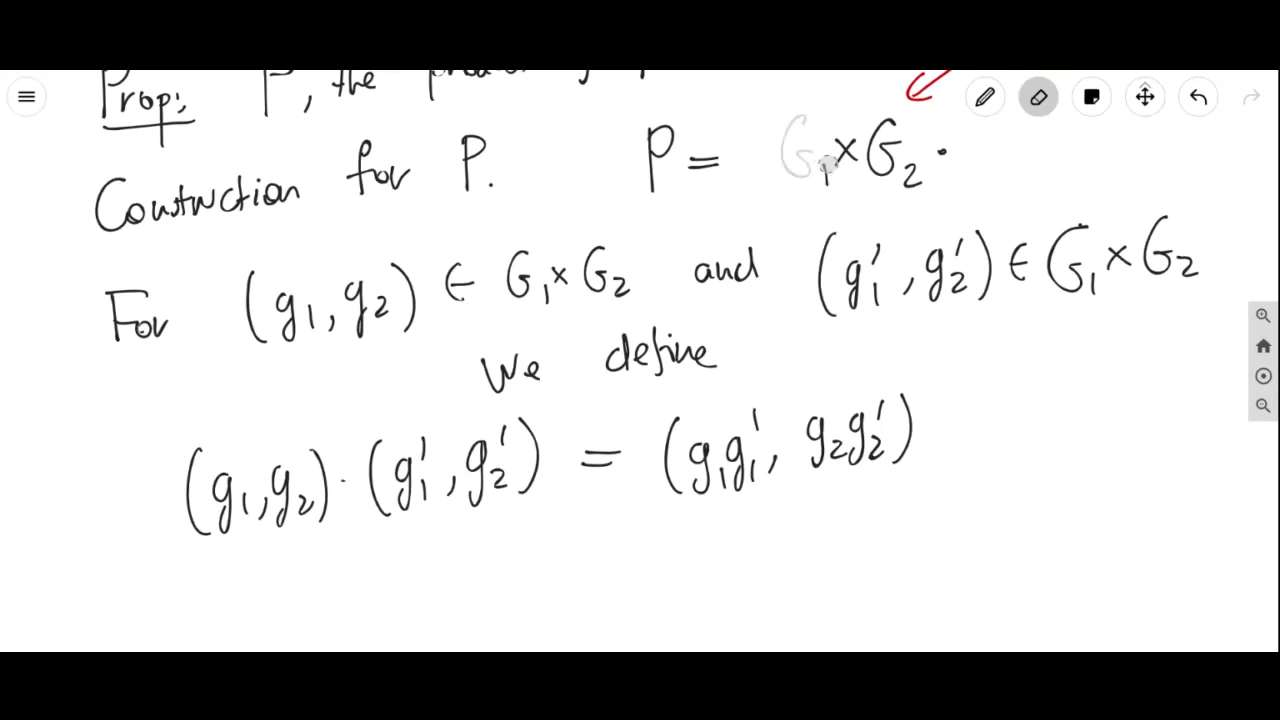 Prop: P, the
Construction for P. P = G₁×G₂.
For (g₁, g₂) ∈ G₁×G₂ and (g₁', g₂') ∈ G₁×G₂
We define
(g₁, g₂) · (g₁', g₂') = (g₁g₁', g₂g₂')